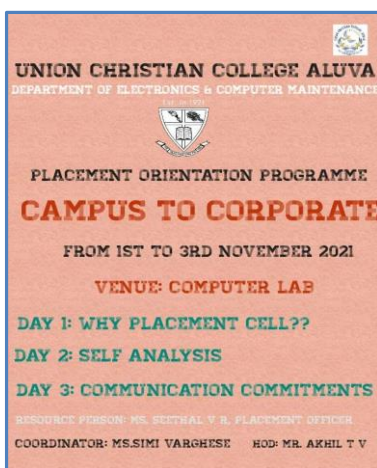 UNION CHRISTIAN COLLEGE ALUVA
DEPARTMENT OF ELECTRONICS & COMPUTER MAINTENANCE
PLACEMENT ORIENTATION PROGRAMME
CAMPUS TO CORPORATE
FROM 1ST TO 3RD NOVEMBER 2021
VENUE: COMPUTER LAB
DAY 1: WHY PLACEMENT CELL??
DAY 2: SELF ANALYSIS
DAY 3: COMMUNICATION COMMITMENTS
RESOURCE PERSON: MS. SEETHAL V R, PLACEMENT OFFICER
COORDINATOR: MS.SIMI VARGHESE HOD: MR. AKHIL T V